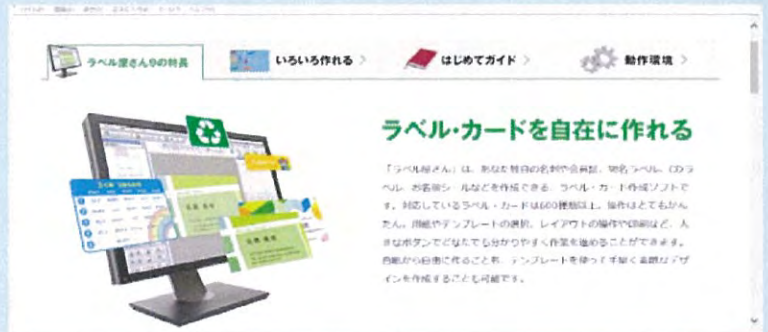 ラベル屋さん9の特長
いろいろ作れる
はじめてガイド
動作環境
ラベル・カードを自在に作れる
「ラベル屋さん」は、あなた独自の名刺や会員証、宛名ラベル、CDラ
ベル、お名前シールなどを作成できる、ラベル・カード作成ソフトで
す。対応しているラベル・カードは600種類以上。操作はとてもかん
たん。用紙やテンプレートの選択、レイアウトの操作や印刷など、大
きなボタンでどなたでも分かりやすく作業を進めることができます。
白紙から自由に作ることも、テンプレートを使って手早く素敵なデザ
インを作成することも可能です。